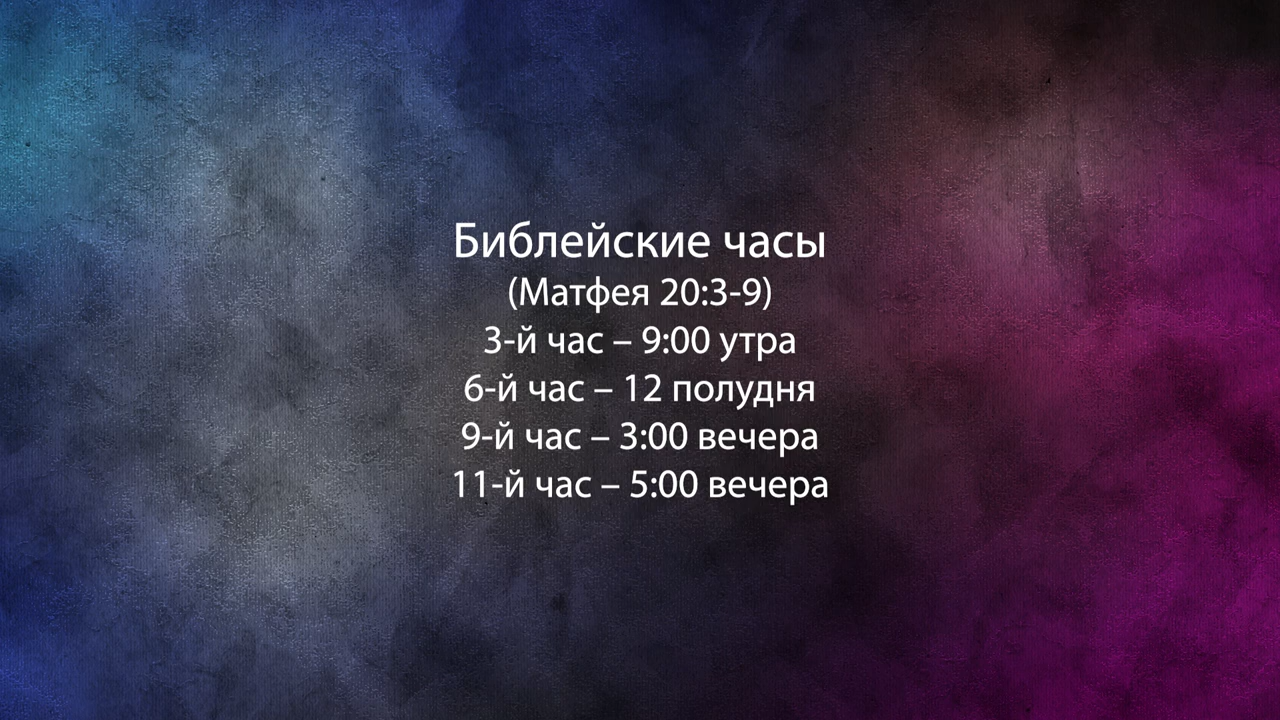 Библейские часы
(Матфея 20:3-9)
3-й час – 9:00 утра
6-й час – 12 полудня
9-й час – 3:00 вечера
11-й час – 5:00 вечера